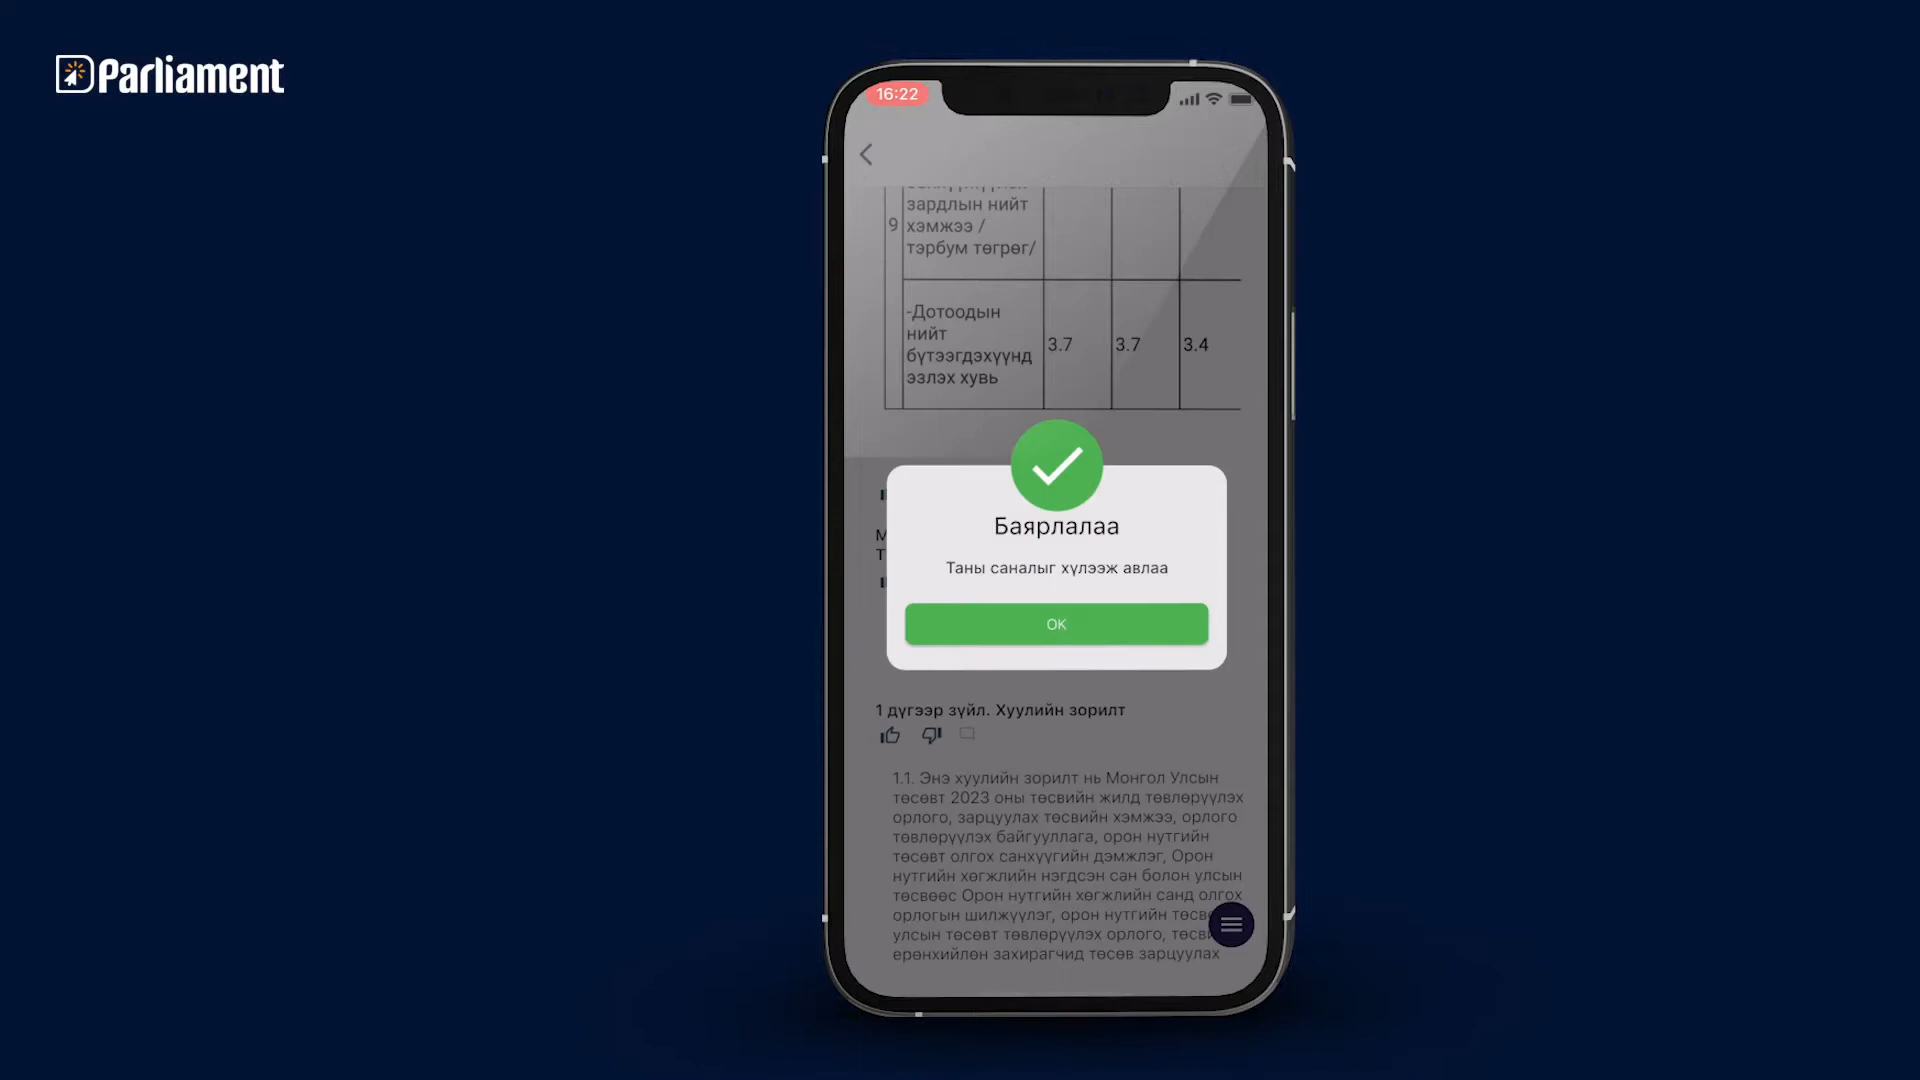 Parliament
16:22
зардлын нийт
9 хэмжээ /
тэрбум төгрөг/
-Дотоодын
нийт
бүтээгдэхүүнд
эзлэх хувь
3.7 3.7 3.4
Баярлалаа
Таны саналыг хүлээж авлаа
OK
1 дүгээр зүйл. Хуулийн зорилт
1.1. Энэ хуулийн зорилт нь Монгол Улсын
төсөвт 2023 оны төсвийн жилд төвлөрүүлэх
орлого, зарцуулах төсвийн хэмжээ, орлого
төвлөрүүлэх байгууллага, орон нутгийн
төсөвт олгох санхүүгийн дэмжлэг, Орон
нутгийн хөгжлийн нэгдсэн сан болон улсын
төсвөөс Орон нутгийн хөгжлийн санд олгох
орлогын шилжүүлэг, орон нутгийн
улсын төсөвт төвлөрүүлэх орлого,
ерөнхийлөн захирагчид төсөв зарцуулах